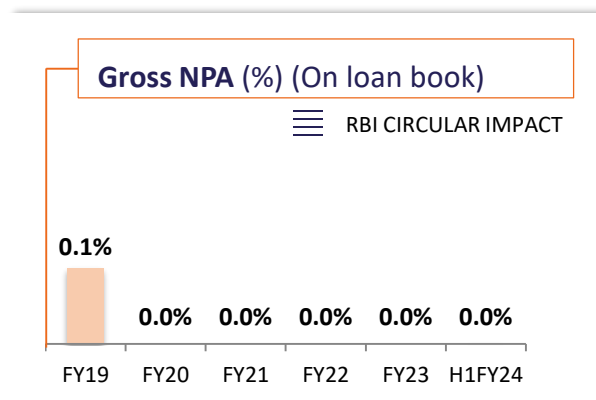 Gross NPA (%) (On loan book)
RBI CIRCULAR IMPACT
0.1%
0.0% 0.0% 0.0% 0.0% 0.0%
FY19 FY20 FY21 FY22 FY23 H1FY24